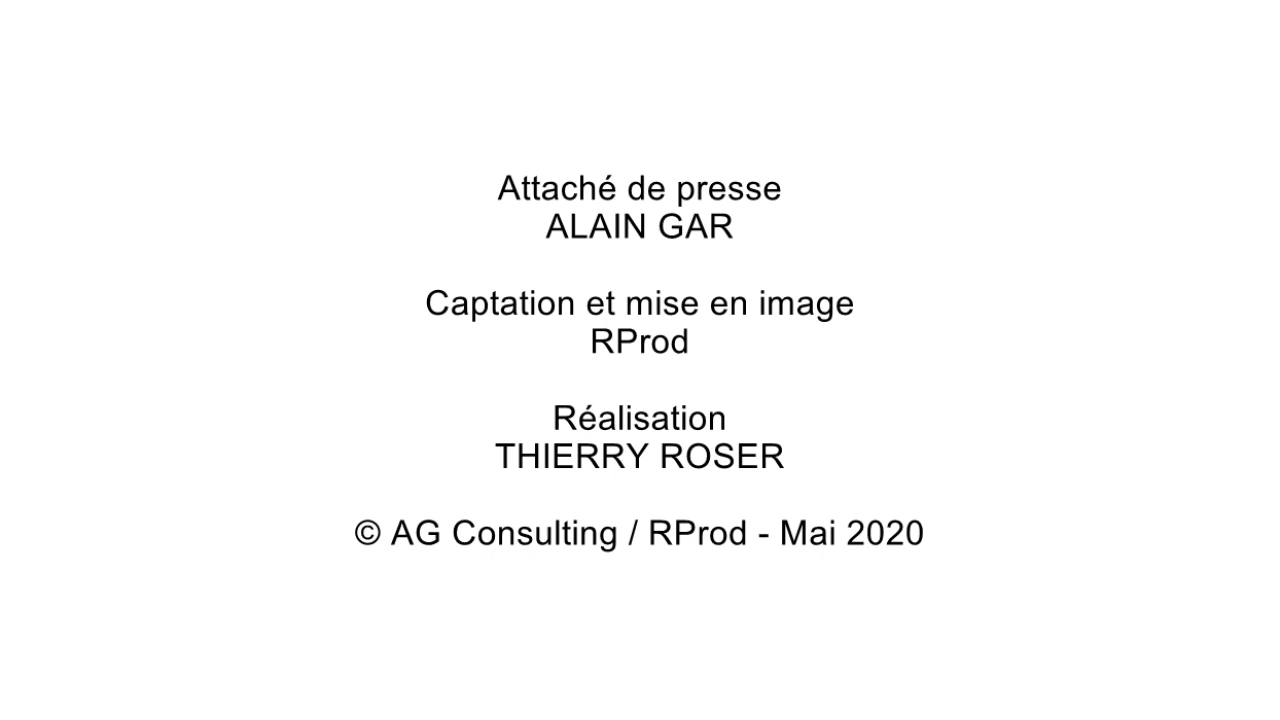 Attaché de presse
ALAIN GAR
Captation et mise en image
RProd
Réalisation
THIERRY ROSER
© AG Consulting / RProd - Mai 2020